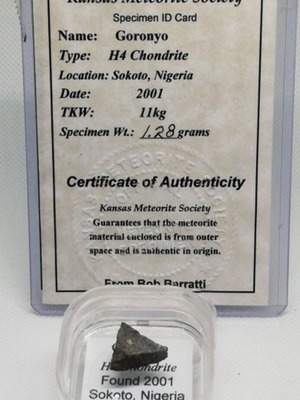 Kansas Meteorite Society
Specimen ID Card
Name: Goronyo
Type: H4 Chondrite
Location: Sokoto, Nigeria
Date: 2001
TKW: 11kg
Specimen Wt.: 1.28 grams
Certificate of Authenticity
Kansas Meteorite Society
Guarantees that the meteorite
material enclosed is from outer
space and is authentic in origin.
From Bob Barratti
Chondrite
Found 2001
Sokoto, Nigeria